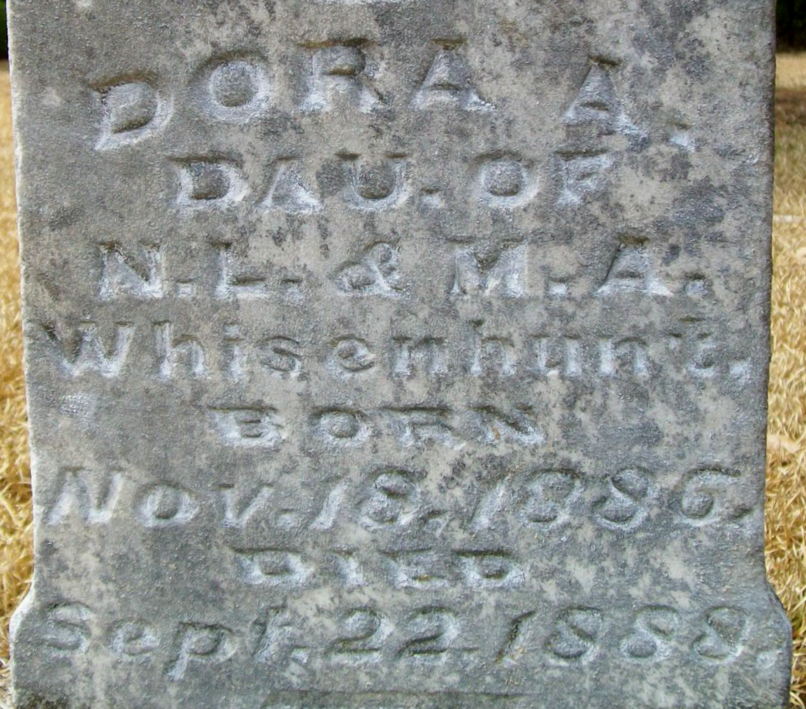 DORA A.
DAU. OF
N.L. & M.A.
Whisenhunt,
BORN
Nov. 18, 1886.
DIED
Sept. 22, 1888.